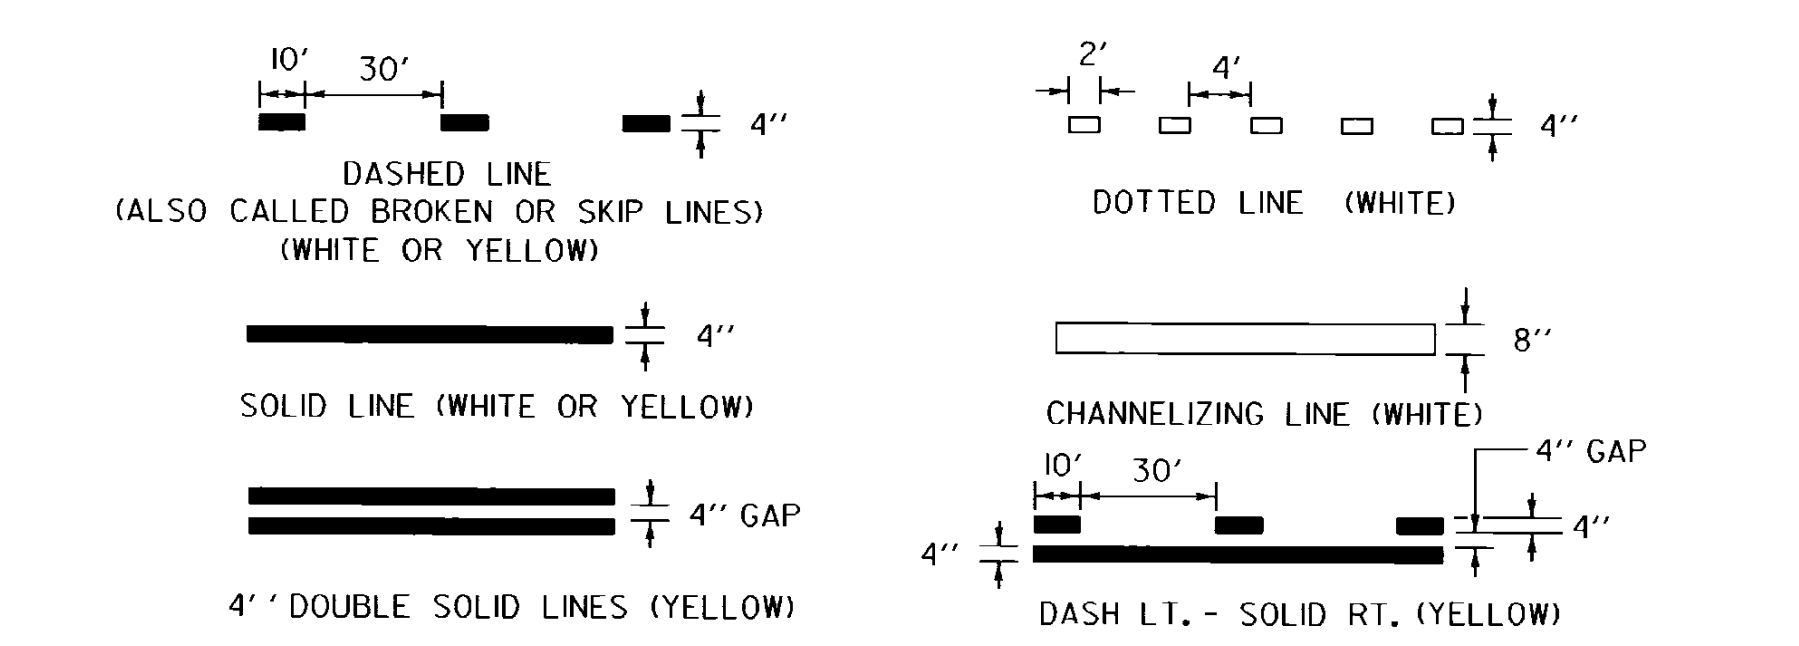 10'
30'
4''
DASHED LINE
(ALSO CALLED BROKEN OR SKIP LINES)
(WHITE OR YELLOW)
2'
4'
4''
DOTTED LINE (WHITE)
4''
SOLID LINE (WHITE OR YELLOW)
8''
CHANNELIZING LINE (WHITE)
4'' GAP
4'' DOUBLE SOLID LINES (YELLOW)
4'' GAP
10'
30'
4''
4''
DASH LT. - SOLID RT. (YELLOW)